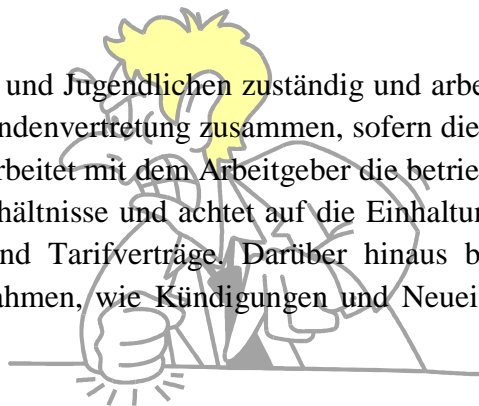 und Jugendlichen zuständig und arbe
ndenvertretung zusammen, sofern die
rbeitet mit dem Arbeitgeber die betrie
hältnisse und achtet auf die Einhaltun
nd Tarifverträge. Darüber hinaus b
ahmen, wie Kündigungen und Neuei